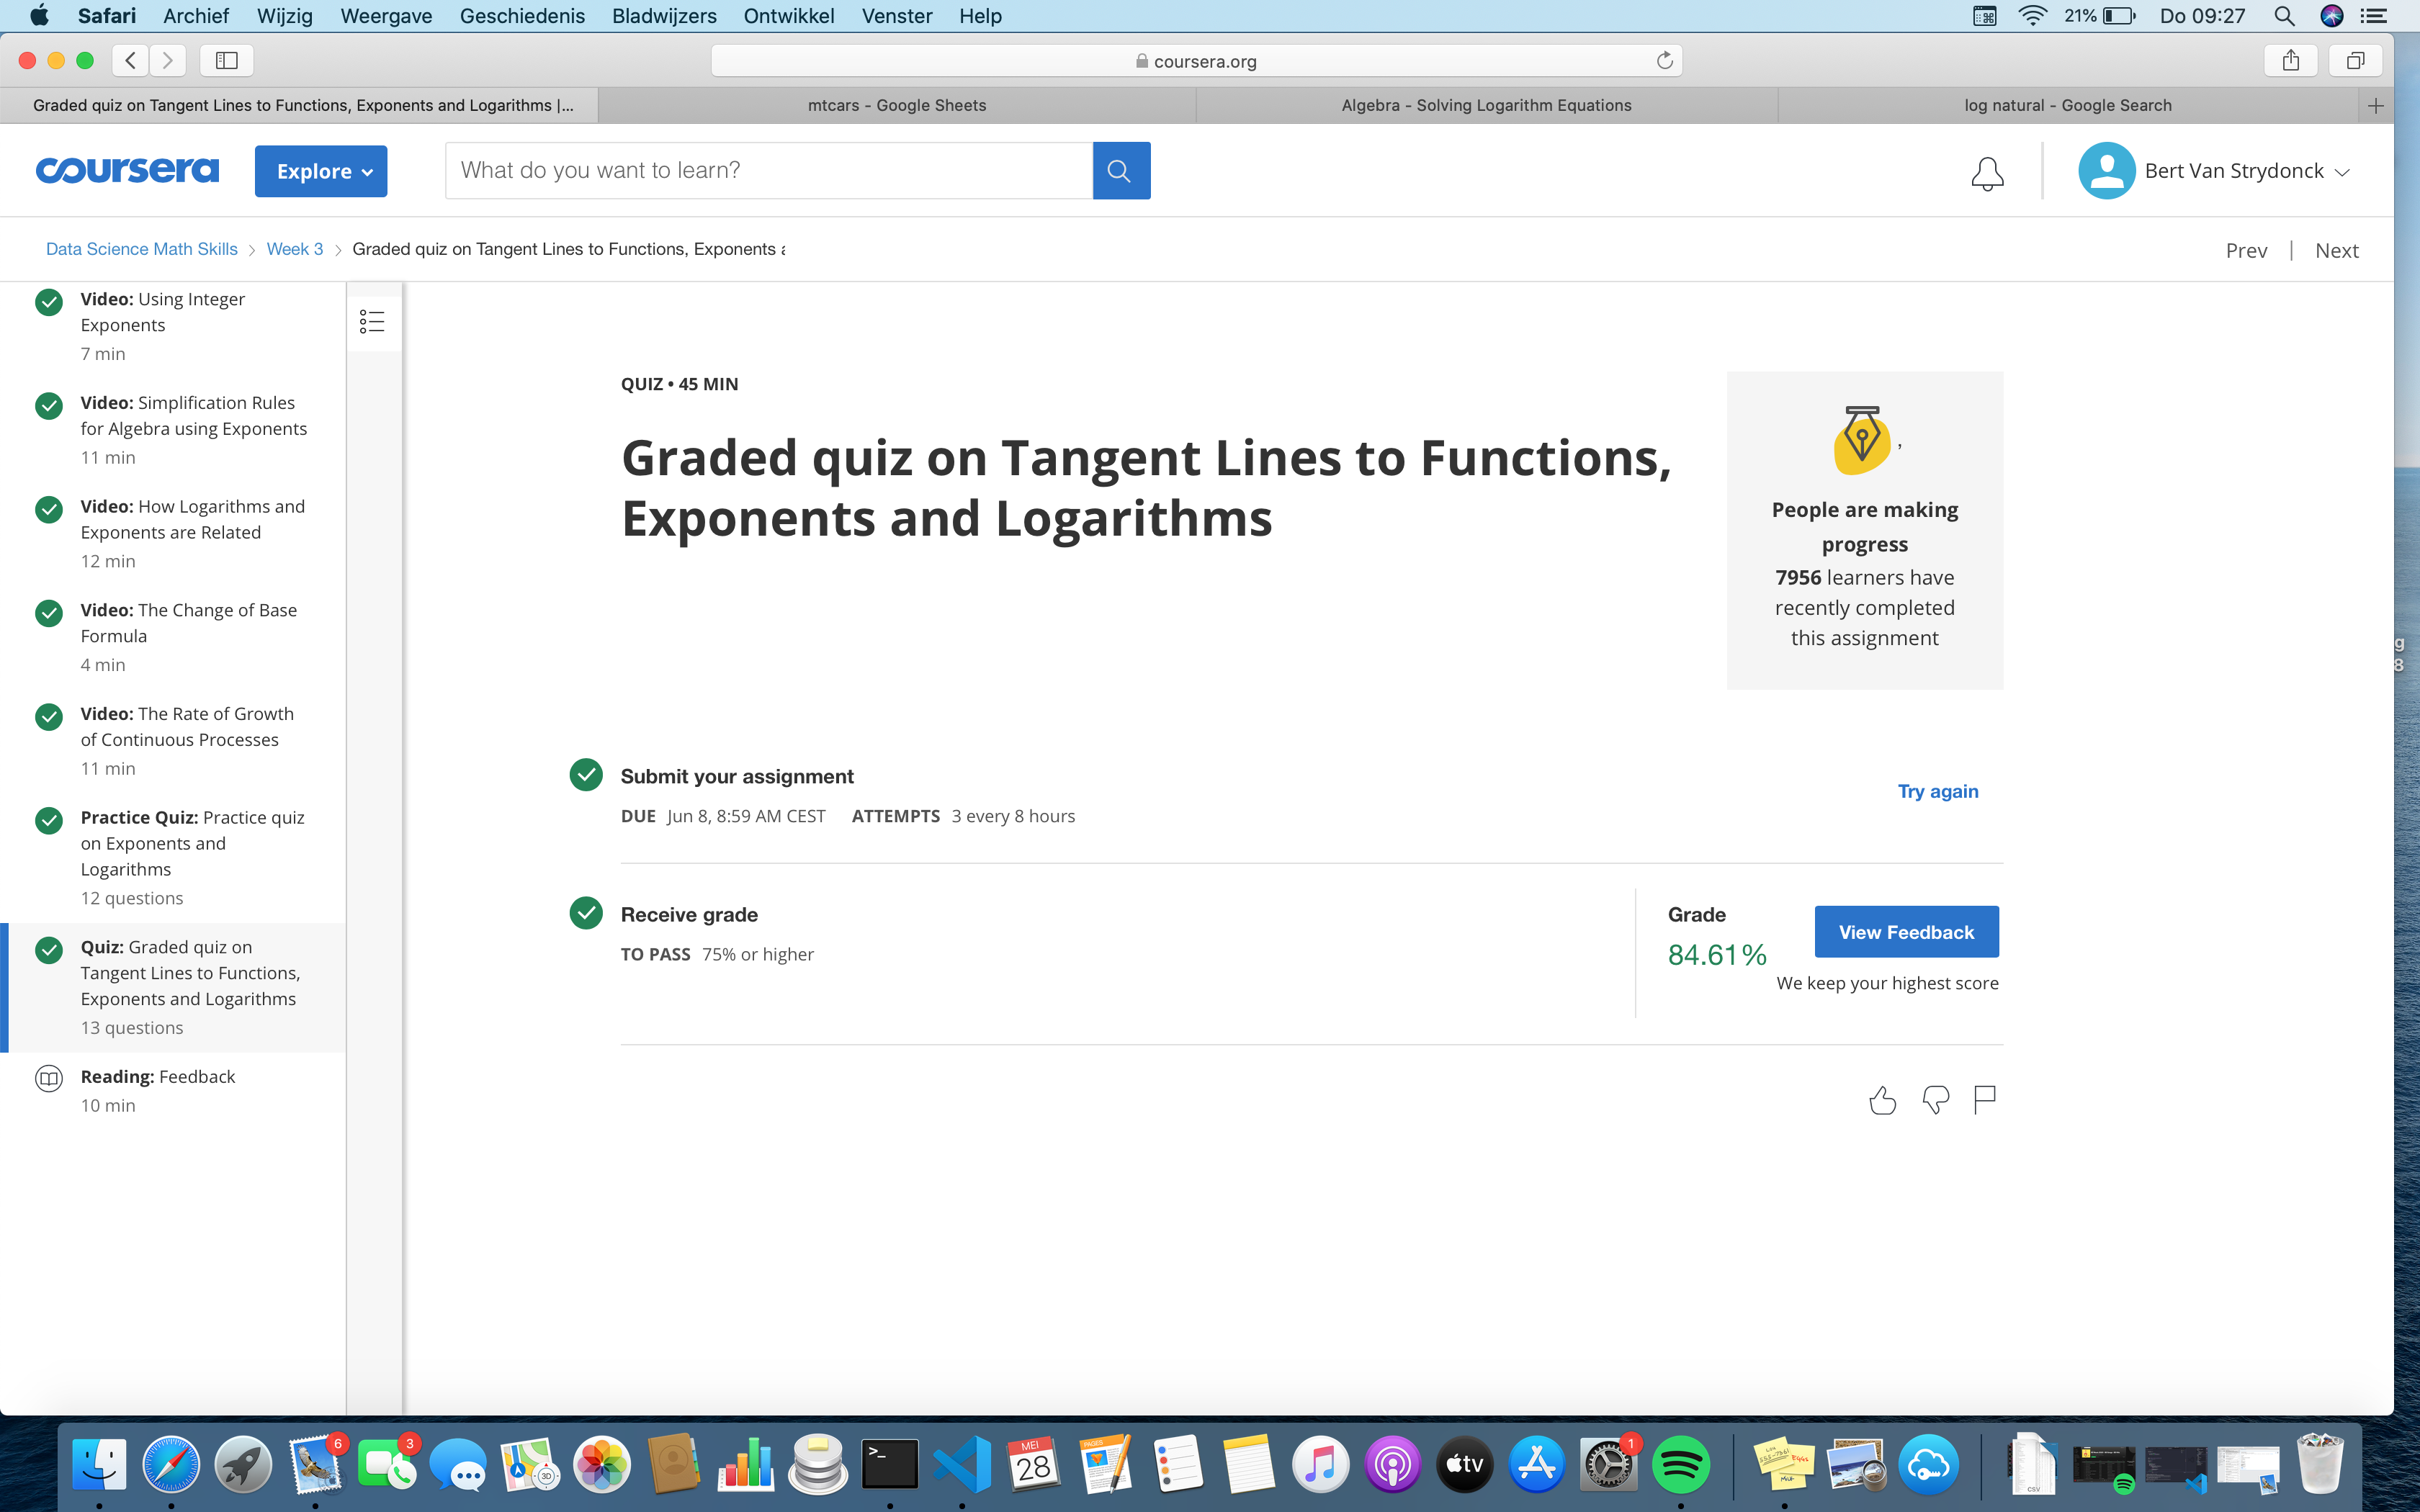 Safari Archief Wijzig Weergave Geschiedenis Bladwijzers Ontwikkel Venster Help 21% Do 09:27
coursera.org
Graded quiz on Tangent Lines to Functions, Exponents and Logarithms |... mtcars - Google Sheets Algebra - Solving Logarithm Equations log natural - Google Search
coursera Explore What do you want to learn? Bert Van Strydonck
Data Science Math Skills Week 3 Graded quiz on Tangent Lines to Functions, Exponents Prev | Next
Video: Using Integer
Exponents
7 min
Video: Simplification Rules
for Algebra using Exponents
11 min
Video: How Logarithms and
Exponents are Related
12 min
Video: The Change of Base
Formula
4 min
Video: The Rate of Growth
of Continuous Processes
11 min
Practice Quiz: Practice quiz
on Exponents and
Logarithms
12 questions
Quiz: Graded quiz on
Tangent Lines to Functions,
Exponents and Logarithms
13 questions
Reading: Feedback
10 min
QUIZ • 45 MIN
Graded quiz on Tangent Lines to Functions,
Exponents and Logarithms
People are making
progress
7956 learners have
recently completed
this assignment
Submit your assignment
DUE Jun 8, 8:59 AM CEST ATTEMPTS 3 every 8 hours
Try again
Receive grade
TO PASS 75% or higher
Grade
84.61%
View Feedback
We keep your highest score
g
8
6
3
3D
>_
MEI
28
PAGES
tv
1
CSV